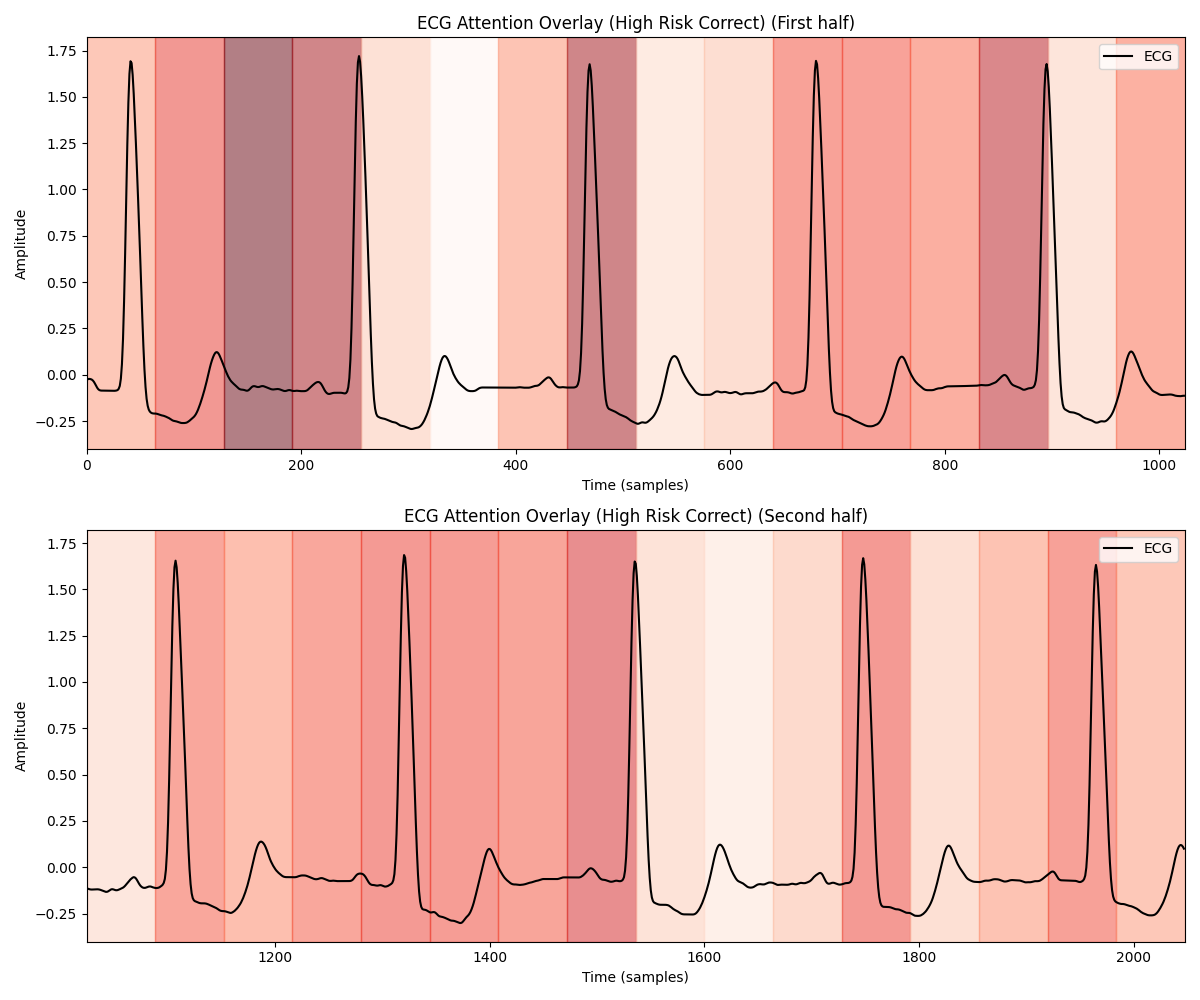 ECG Attention Overlay (High Risk Correct) (First half)
1.75
1.50
1.25
1.00
0.75
0.50
0.25
0.00
−0.25
Amplitude
ECG
0 200 400 600 800 1000
Time (samples)
ECG Attention Overlay (High Risk Correct) (Second half)
1.75
1.50
1.25
1.00
0.75
0.50
0.25
0.00
−0.25
Amplitude
ECG
1200 1400 1600 1800 2000
Time (samples)